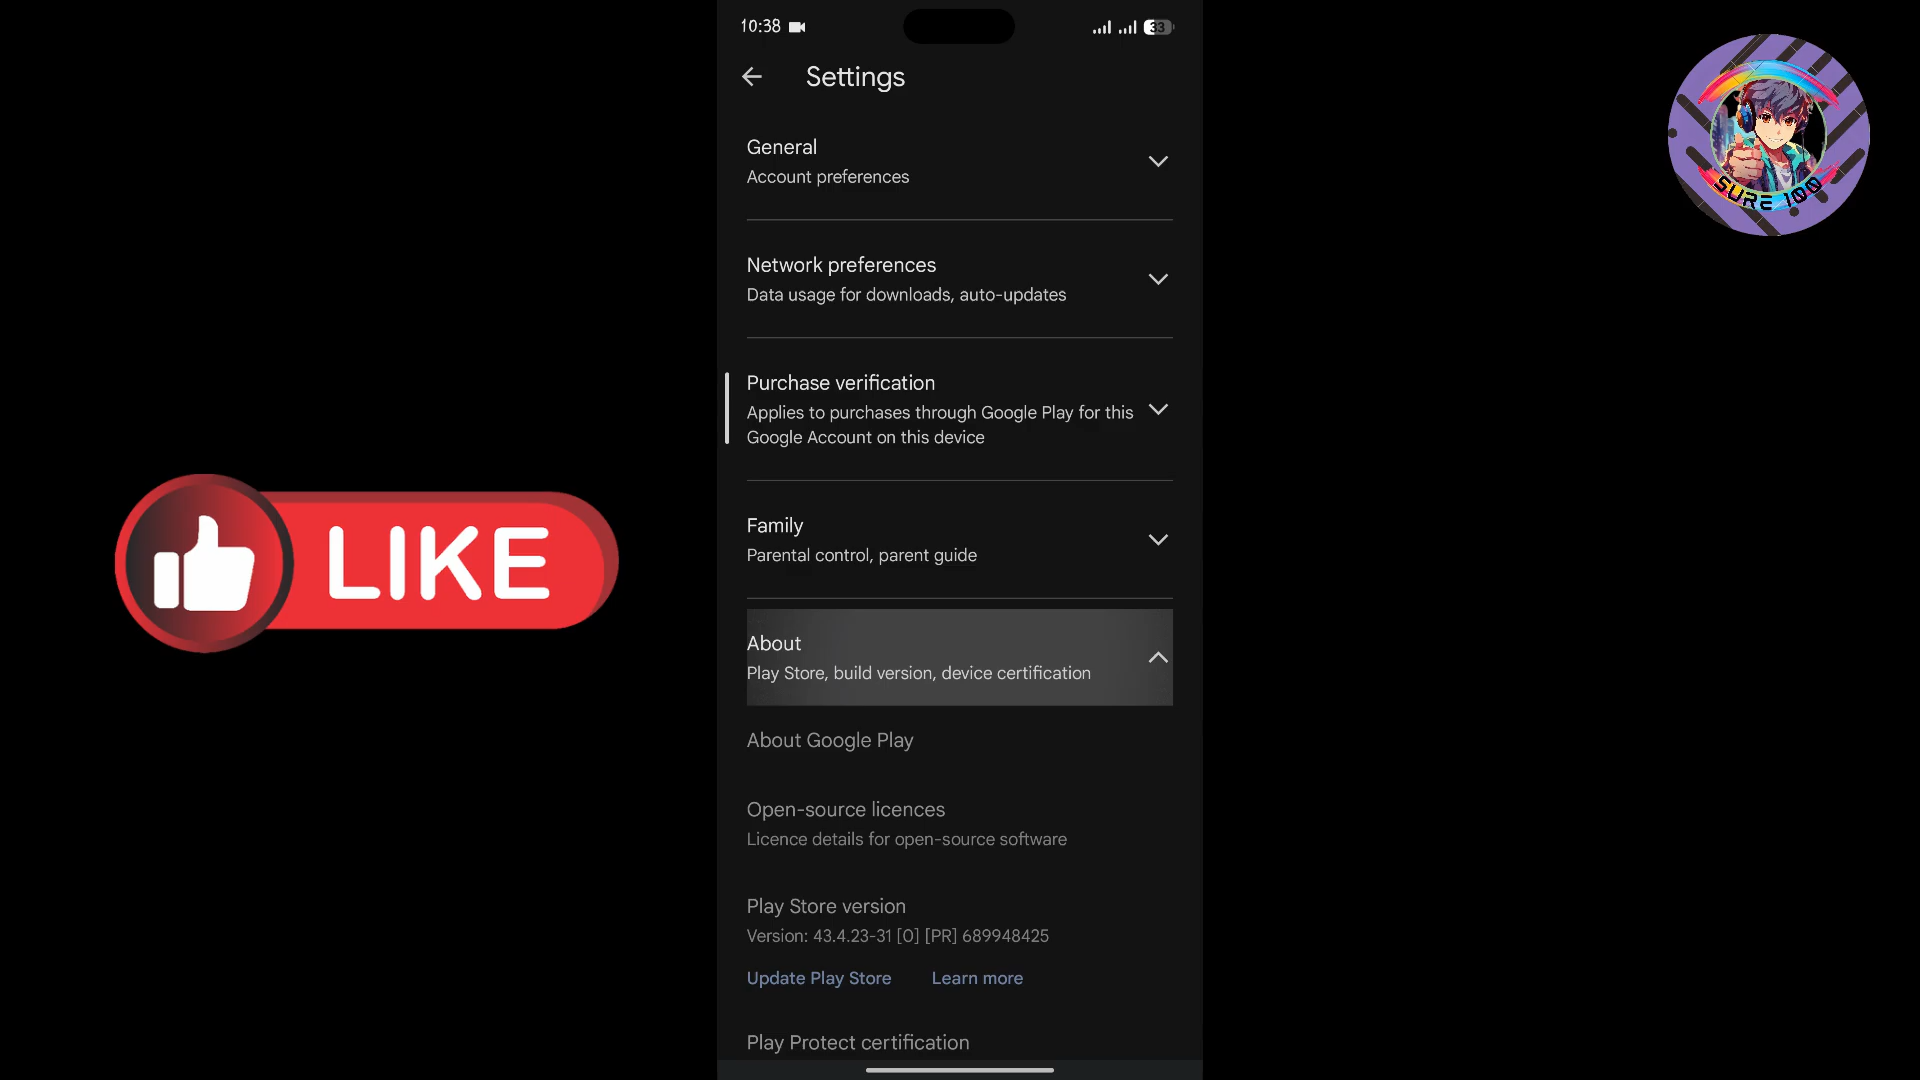 10:38
33
Settings
General
Account preferences
Network preferences
Data usage for downloads, auto-updates
Purchase verification
Applies to purchases through Google Play for this
Google Account on this device
Family
Parental control, parent guide
About
Play Store, build version, device certification
About Google Play
Open-source licences
Licence details for open-source software
Play Store version
Version: 43.4.23-31 [0] [PR] 689948425
Update Play Store Learn more
Play Protect certification
LIKE
SURE 100